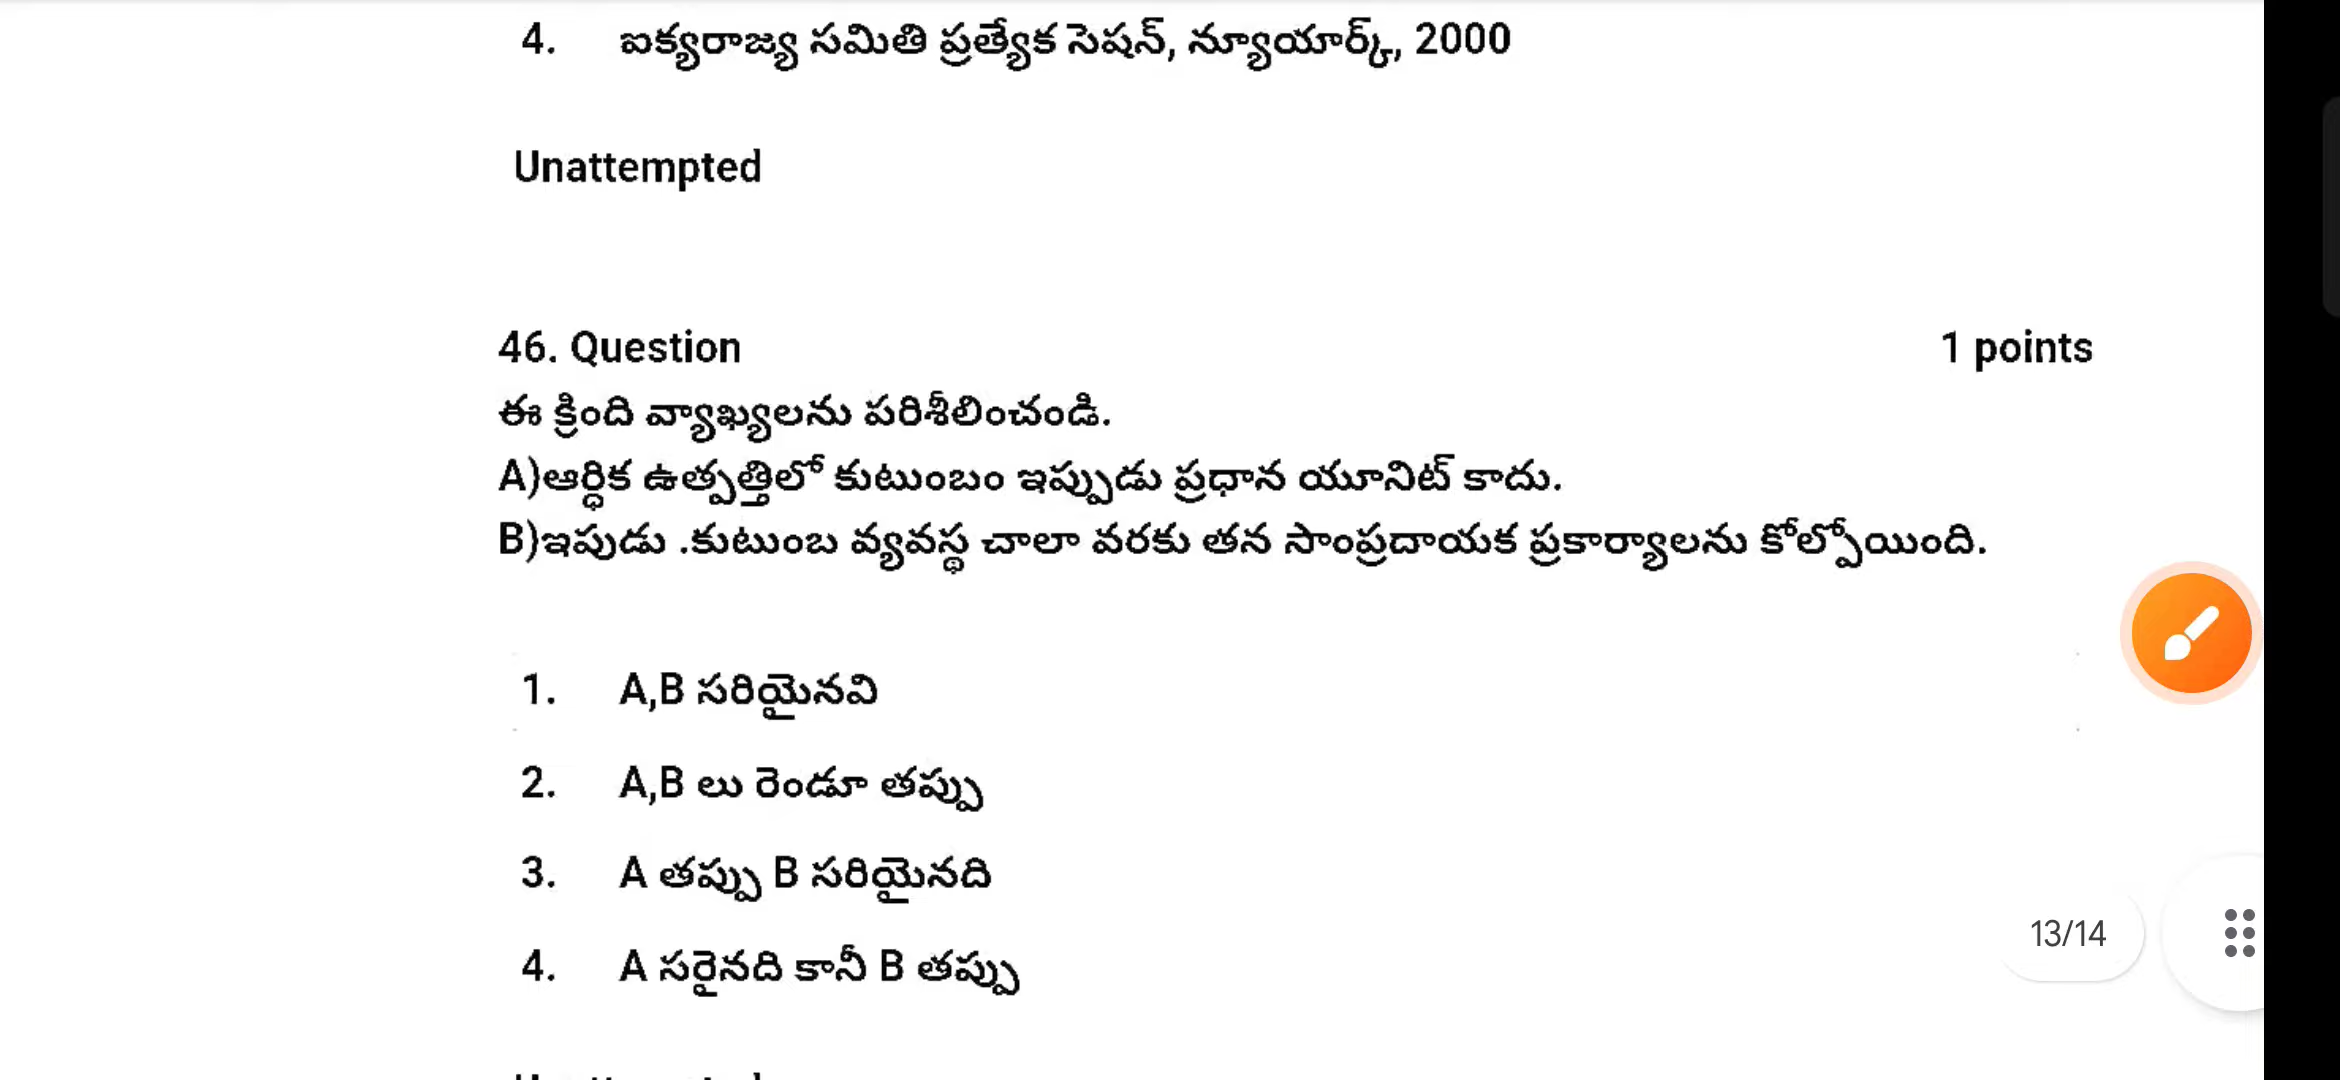 4. ఐక్యరాజ్య సమితి ప్రత్యేక సెషన్, న్యూయార్క్, 2000
Unattempted
46. Question 1 points
ఈ క్రింది వ్యాఖ్యలను పరిశీలించండి.
A)ఆర్ధిక ఉత్పత్తిలో కుటుంబం ఇప్పుడు ప్రధాన యూనిట్ కాదు.
B)ఇపుడు .కుటుంబ వ్యవస్థ చాలా వరకు తన సాంప్రదాయక ప్రకార్యాలను కోల్పోయింది.
1. A,B సరియైనవి
2. A,B లు రెండూ తప్పు
3. A తప్పు B సరియైనది
4. A సరైనది కానీ B తప్పు
13/14